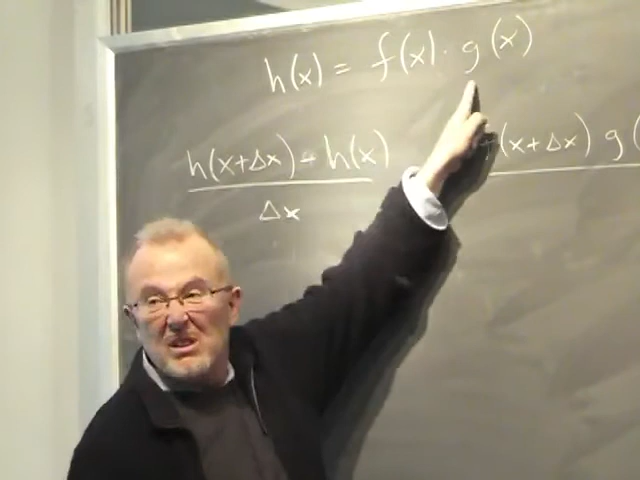 h(x) = f(x) · g(x)
h(x+Δx) - h(x) (x+Δx) g(
Δx